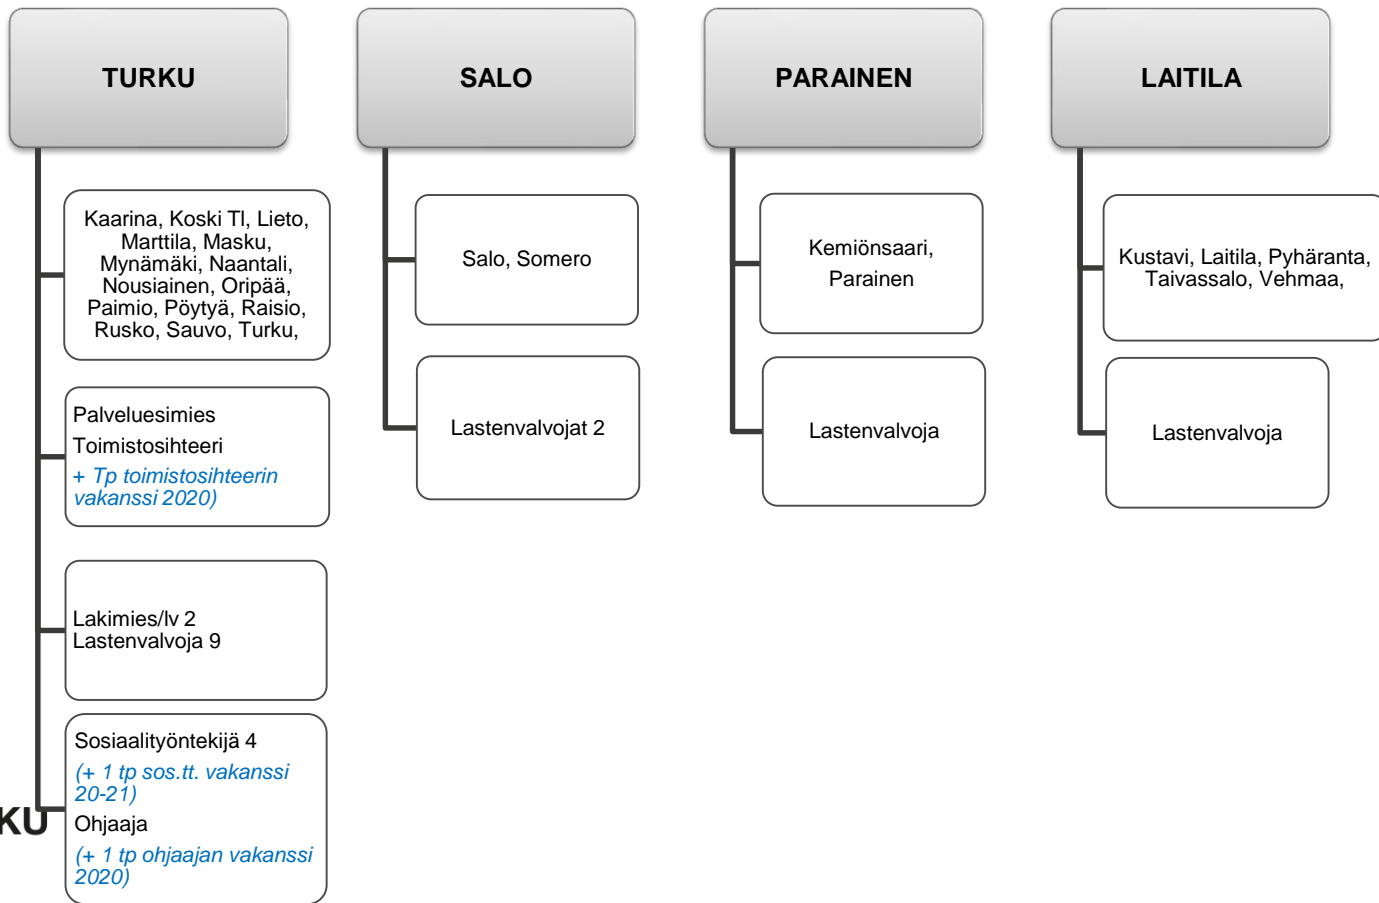 TURKU
Kaarina, Koski Tl, Lieto,
Marttila, Masku,
Mynämäki, Naantali,
Nousiainen, Oripää,
Paimio, Pöytyä, Raisio,
Rusko, Sauvo, Turku,
Palveluesimies
Toimistosihteeri
+ Tp toimistosihteerin
vakanssi 2020)
Lakimies/lv 2
Lastenvalvoja 9
Sosiaalityöntekijä 4
(+ 1 tp sos.tt. vakanssi
20-21)
Ohjaaja
(+ 1 tp ohjaajan vakanssi
2020)
KU
SALO
Salo, Somero
Lastenvalvojat 2
PARAINEN
Kemiönsaari,
Parainen
Lastenvalvoja
LAITILA
Kustavi, Laitila, Pyhäranta,
Taivassalo, Vehmaa,
Lastenvalvoja